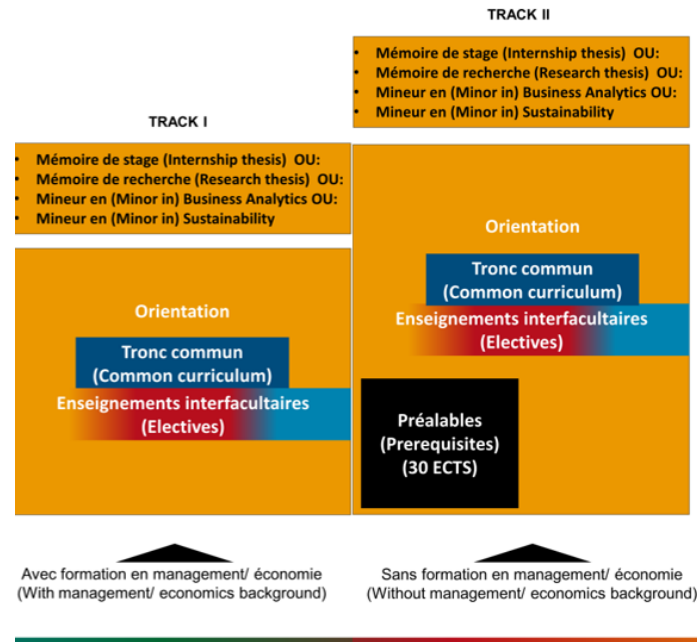 TRACK II
• Mémoire de stage (Internship thesis) OU:
• Mémoire de recherche (Research thesis) OU:
• Mineur en (Minor in) Business Analytics OU:
• Mineur en (Minor in) Sustainability
TRACK I
• Mémoire de stage (Internship thesis) OU:
• Mémoire de recherche (Research thesis) OU:
• Mineur en (Minor in) Business Analytics OU:
• Mineur en (Minor in) Sustainability
Orientation
Tronc commun
(Common curriculum)
Enseignements interfacultaires
(Electives)
Orientation
Tronc commun
(Common curriculum)
Enseignements interfacultaires
(Electives)
Préalables
(Prerequisites)
(30 ECTS)
Avec formation en management/ économie
(With management/ economics background)
Sans formation en management/ économie
(Without management/ economics background)